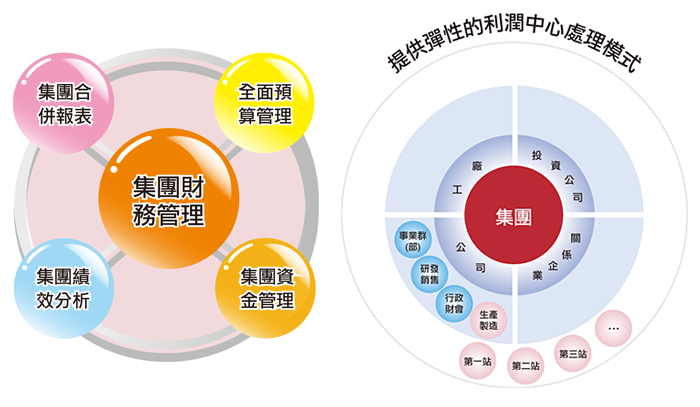 集團合
併報表
全面預
算管理
集團財
務管理
集團績
效分析
集團資
金管理
提供彈性的利潤中心處理模式
工廠
投資公司
集團
公司
關係企業
事業群
(部)
研發
銷售
行政
財會
生產
製造
第一站
第二站
第三站
...